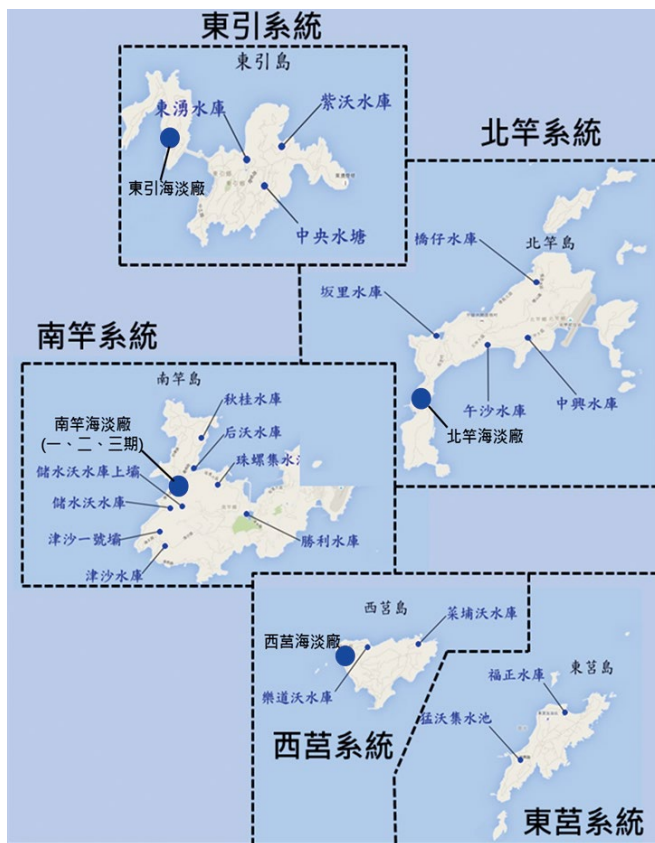 東引系統
東引島
東湧水庫
紫沃水庫
東引海淡廠
中央水塘
北竿系統
北竿島
橋仔水庫
坂里水庫
午沙水庫
中興水庫
北竿海淡廠
南竿系統
南竿島
秋桂水庫
南竿海淡廠
(一、二、三期)
后沃水庫
珠螺集水
儲水沃水庫上壩
儲水沃水庫
津沙一號壩
勝利水庫
津沙水庫
西莒島
菜埔沃水庫
西莒海淡廠
樂道沃水庫
西莒系統
東莒島
福正水庫
猛沃集水池
東莒系統